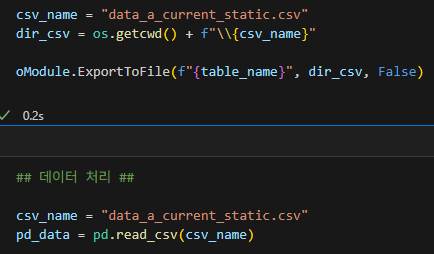 csv_name = "data_a_current_static.csv"
dir_csv = os.getcwd() + f"\\{csv_name}"
oModule.ExportToFile(f"{table_name}", dir_csv, False)
0.2s
## 데이터 처리 ##
csv_name = "data_a_current_static.csv"
pd_data = pd.read_csv(csv_name)